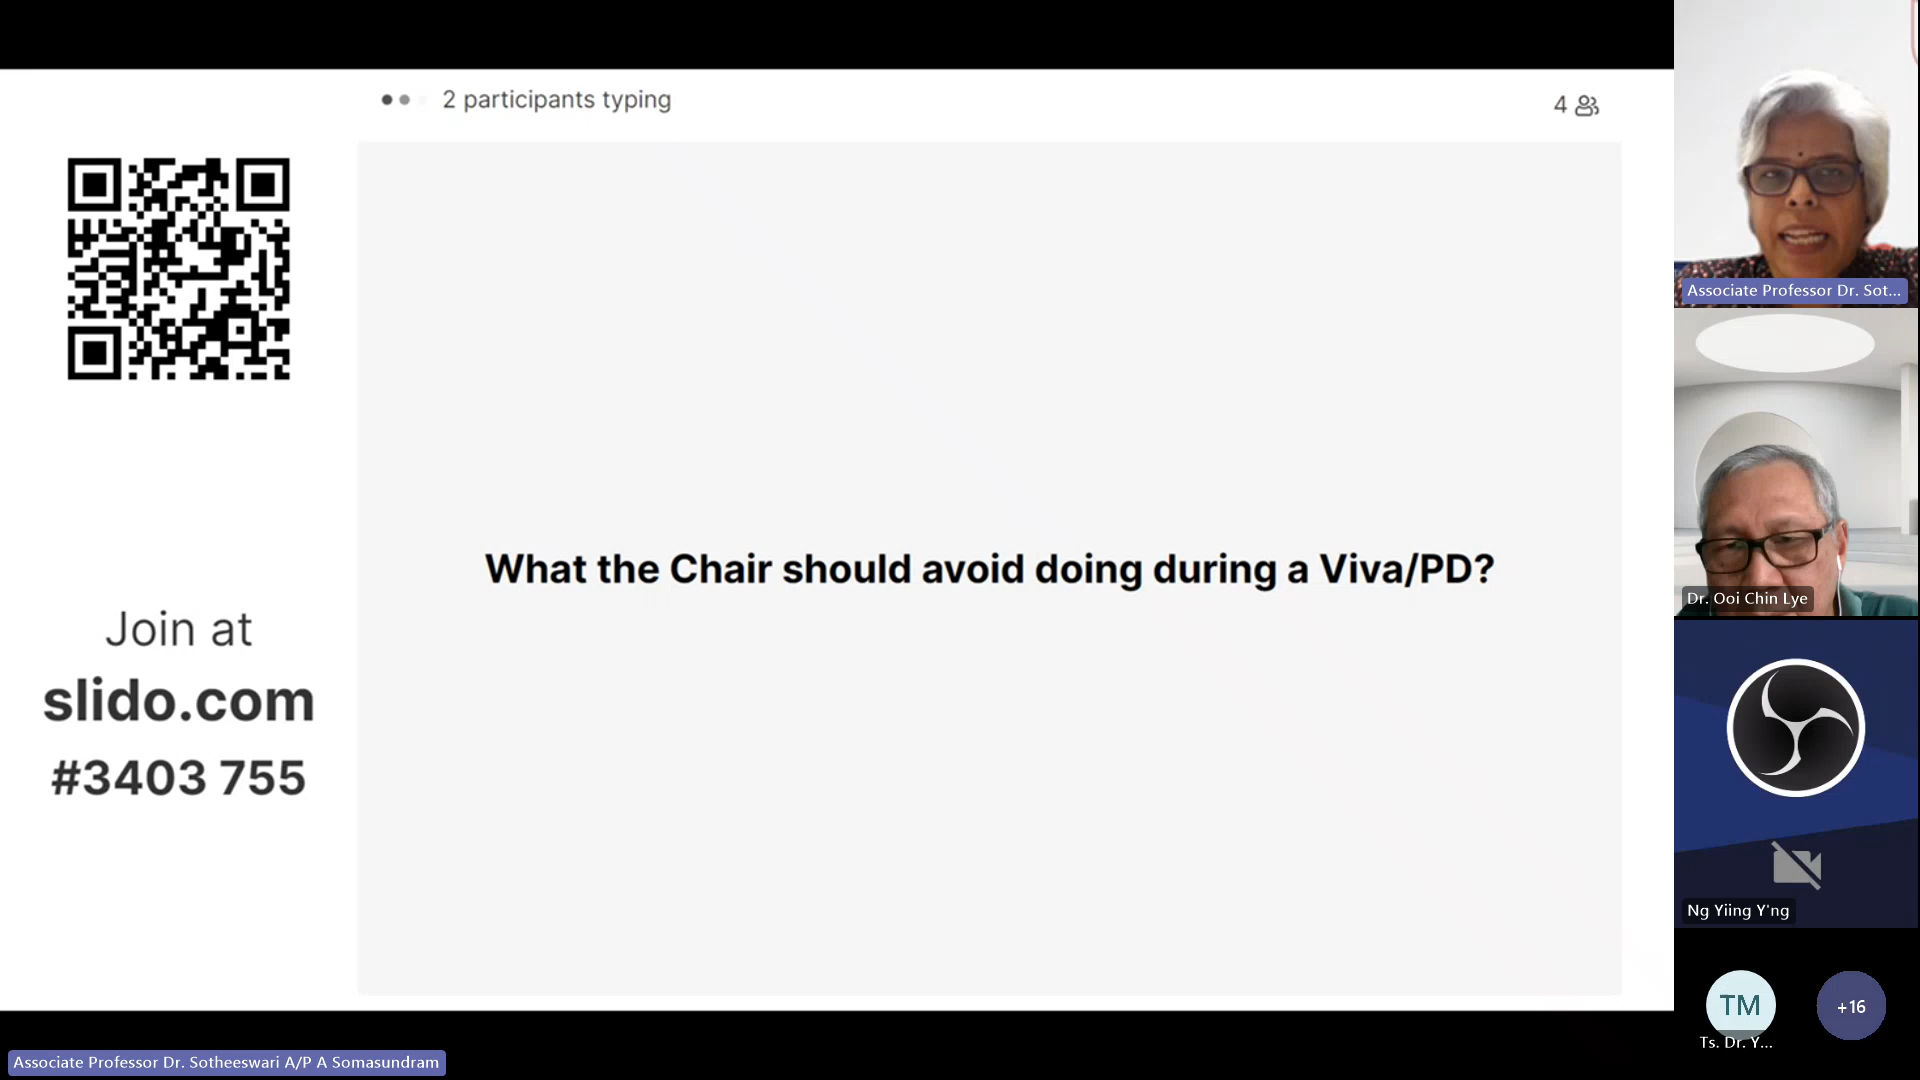 2 participants typing
4
What the Chair should avoid doing during a Viva/PD?
Join at
slido.com
#3403 755
Associate Professor Dr. Sot...
Dr. Ooi Chin Lye
Ng Yiing Y'ng
TM
+16
Ts. Dr. Y...
Associate Professor Dr. Sotheeswari A/P A Somasundram